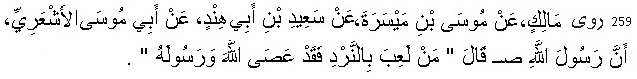 259 روى مَالِكٍ، عَنْ مُوسَى بْنِ مَيْسَرَةَ، عَنْ سَعِيدِ بْنِ أَبِي هِنْدٍ، عَنْ أَبِي مُوسَى الأَشْعَرِيِّ،
أَنَّ رَسُولَ اللَّهِ صـ قَالَ " مَنْ لَعِبَ بِالنَّرْدِ فَقَدْ عَصَى اللَّهَ وَرَسُولَهُ " .